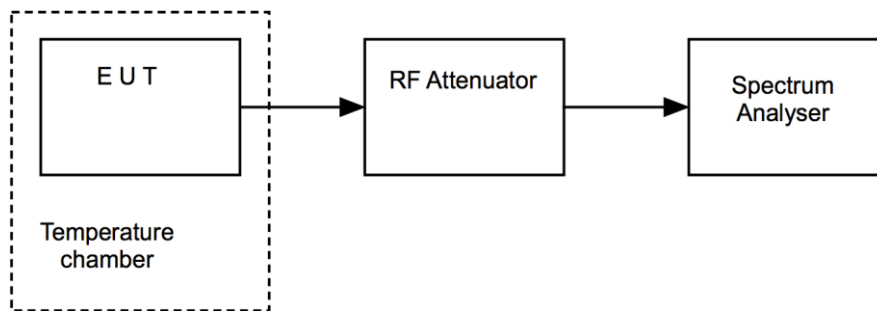 E U T
RF Attenuator
Spectrum
Analyser
Temperature
chamber